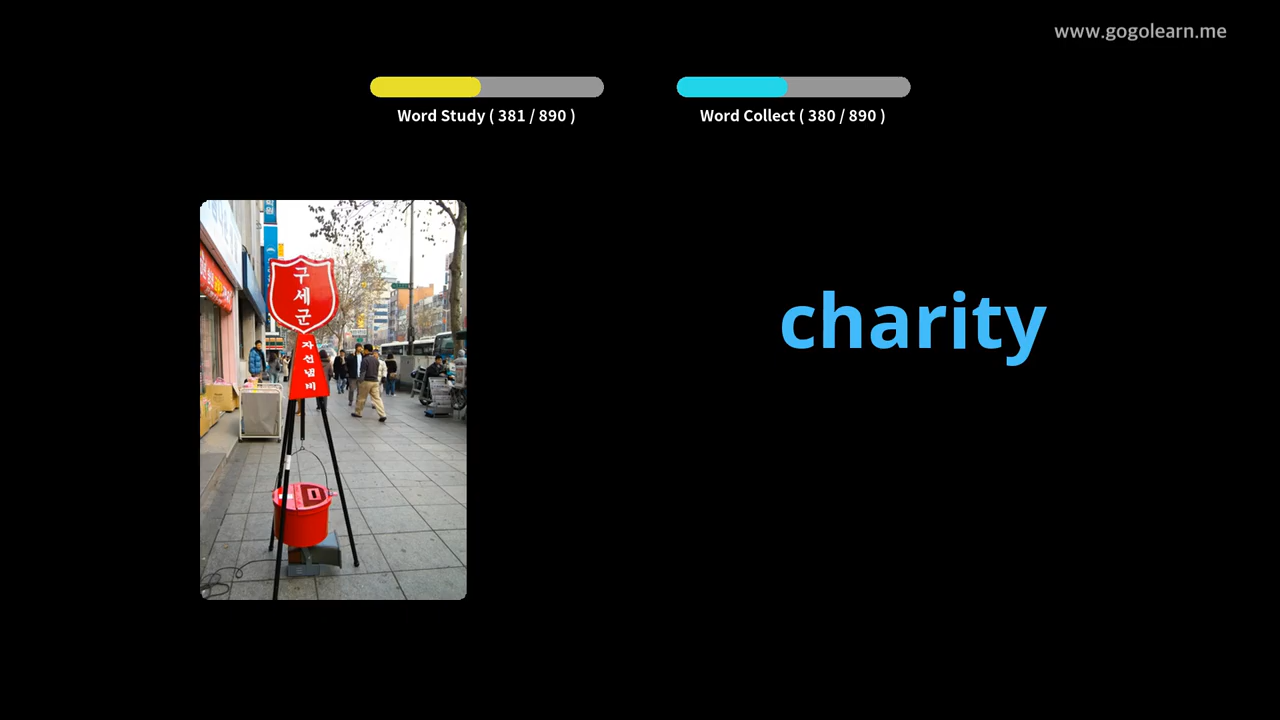 www.gogolearn.me
Word Study ( 381 / 890 )
Word Collect ( 380 / 890 )
구
세
군
자
선
냄
비
charity